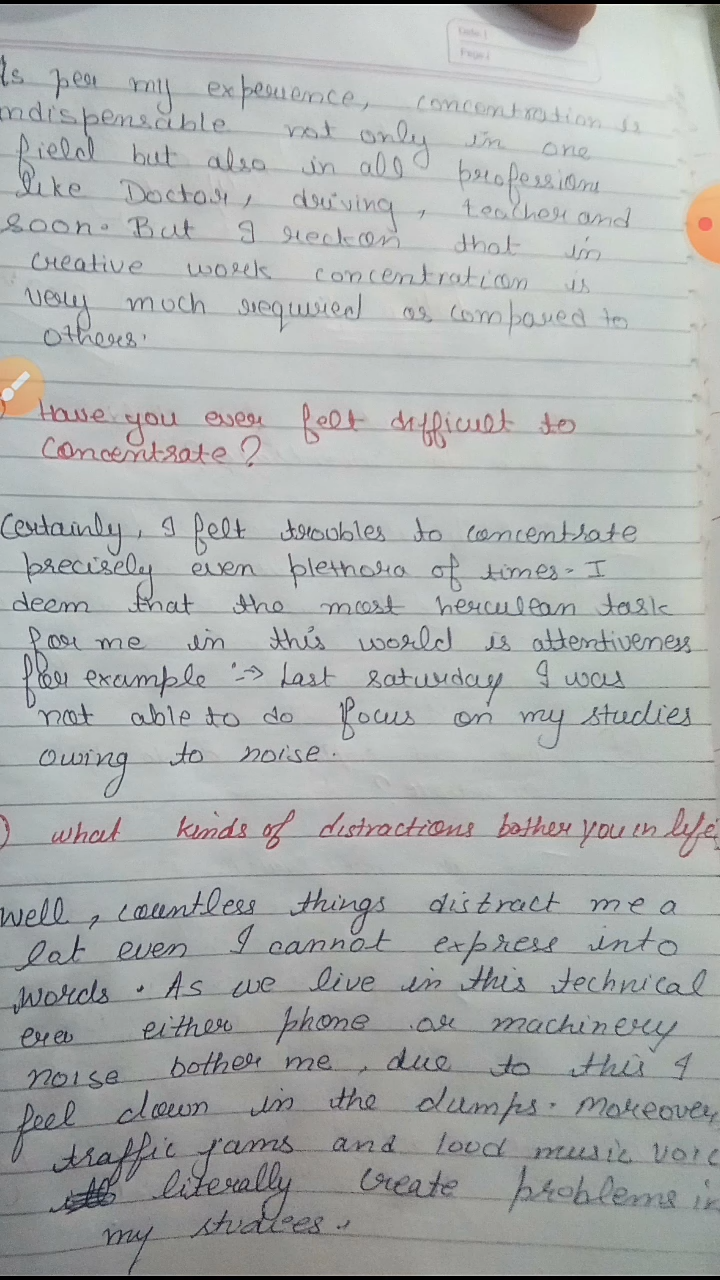 Date:
Page:
As per my experience, concentration is
indispensable not only in one
field but also in all profession
like Doctor, driving, teacher and
soon. But I reckon that in
creative work concentration is
very much required as compared to
others.
Have you ever felt difficult to
concentrate?
Certainly, I felt troubles to concentrate
precisely even plethora of times. I
deem that the most herculean task
for me in this world is attentiveness
for example :-> Last saturday I was
not able to do focus on my studies
owing to noise.
) what kinds of distractions bother you in life
Well, countless things distract me a
lot even I cannot express into
words. As we live in this technical
era either phone or machinery
noise bother me, due to this I
feel down in the dumps. Moreover,
traffic jams and loud music voic
literally create problems in
my studees.